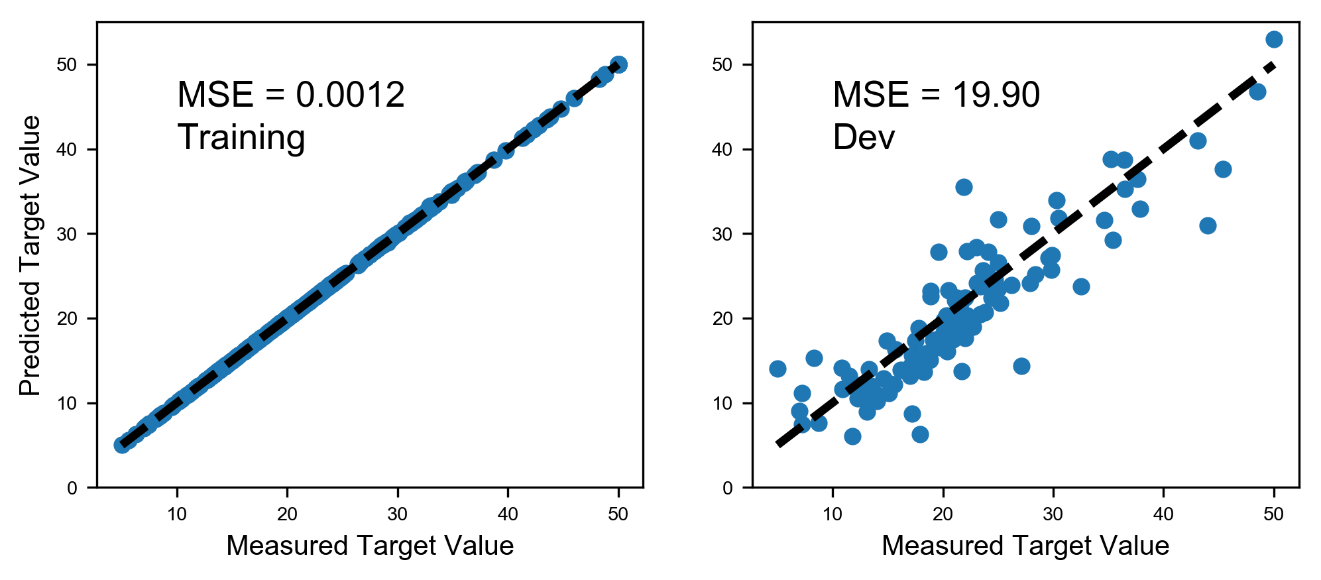 MSE = 0.0012
Training
Predicted Target Value
50
40
30
20
10
0
10 20 30 40 50
Measured Target Value
MSE = 19.90
Dev
50
40
30
20
10
0
10 20 30 40 50
Measured Target Value